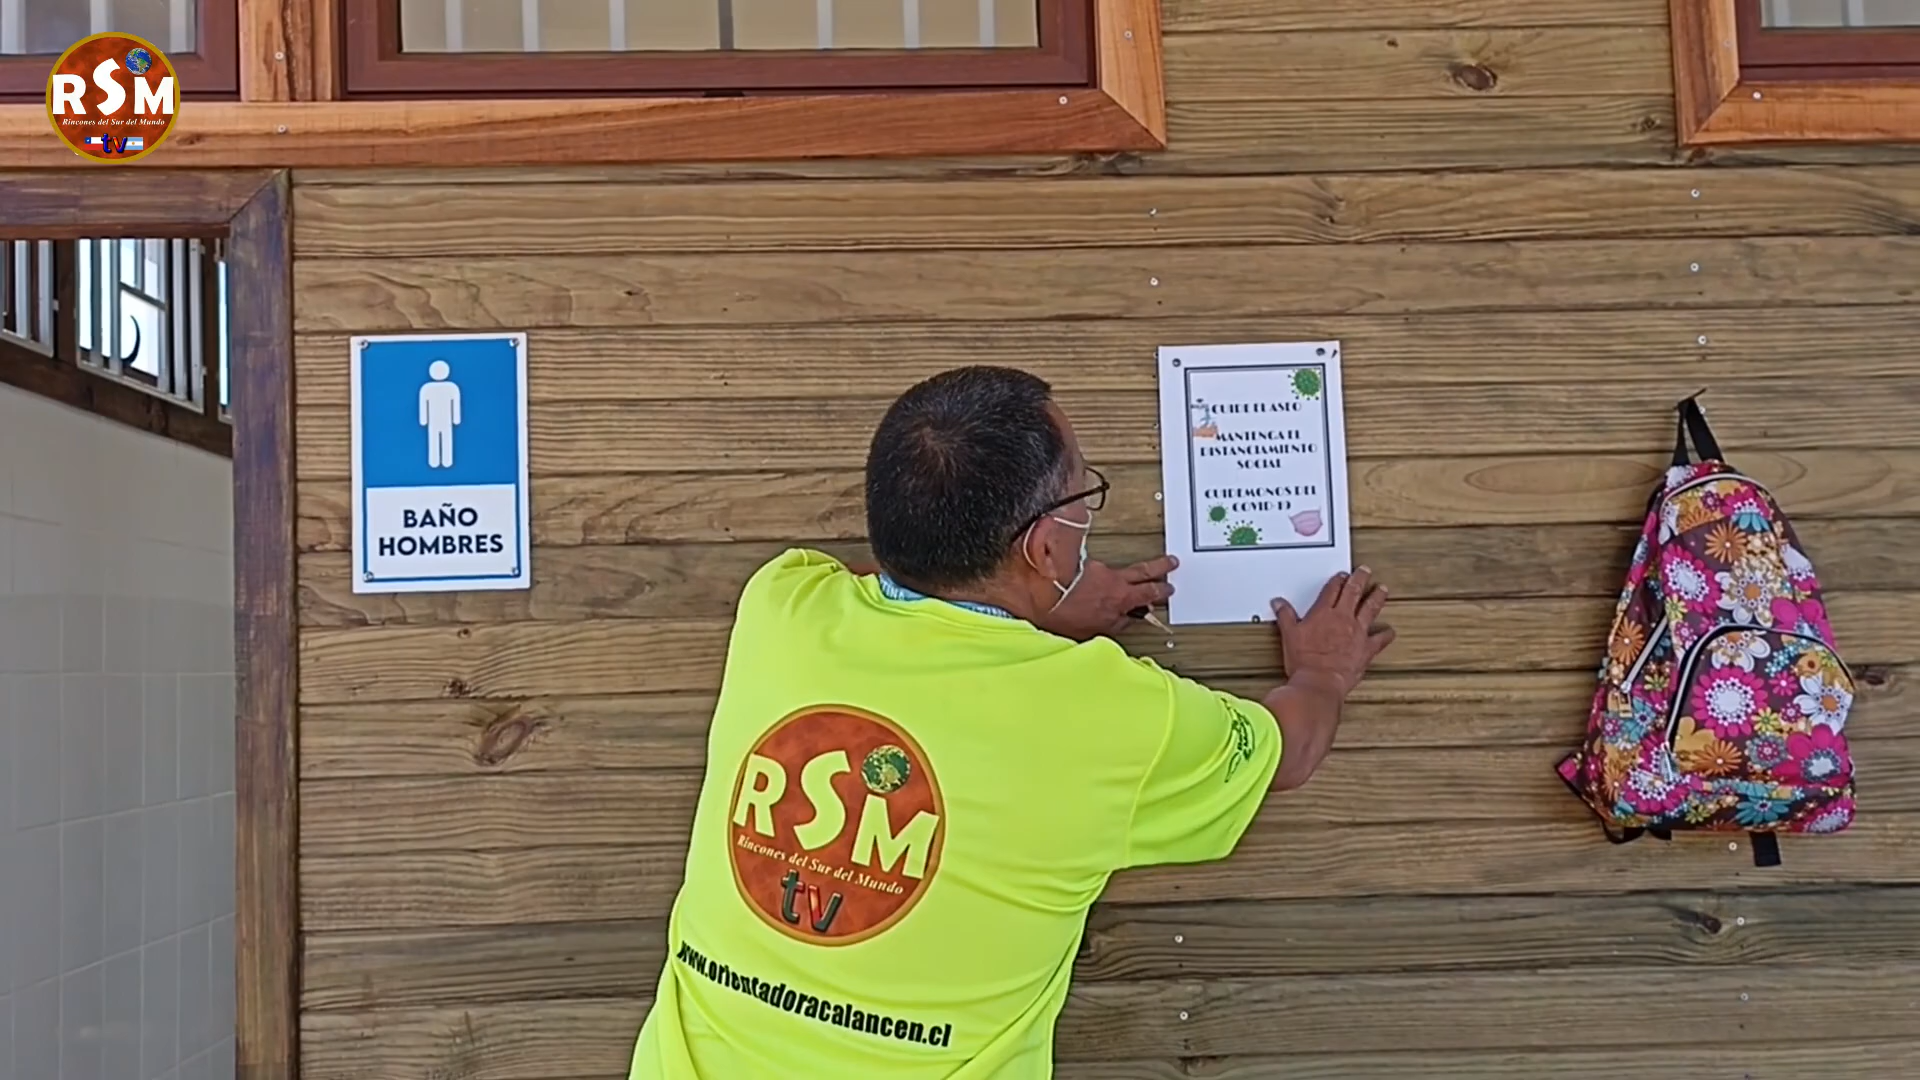 RSM
Rincones del Sur del Mundo
tv
BAÑO
HOMBRES
CUIDE EL ASEO
MANTENGA EL
DISTANCIAMIENTO
SOCIAL
CUIDEMONOS DEL
COVID-19
RSM
Rincones del Sur del Mundo
tv
www.orientadoracalancen.cl